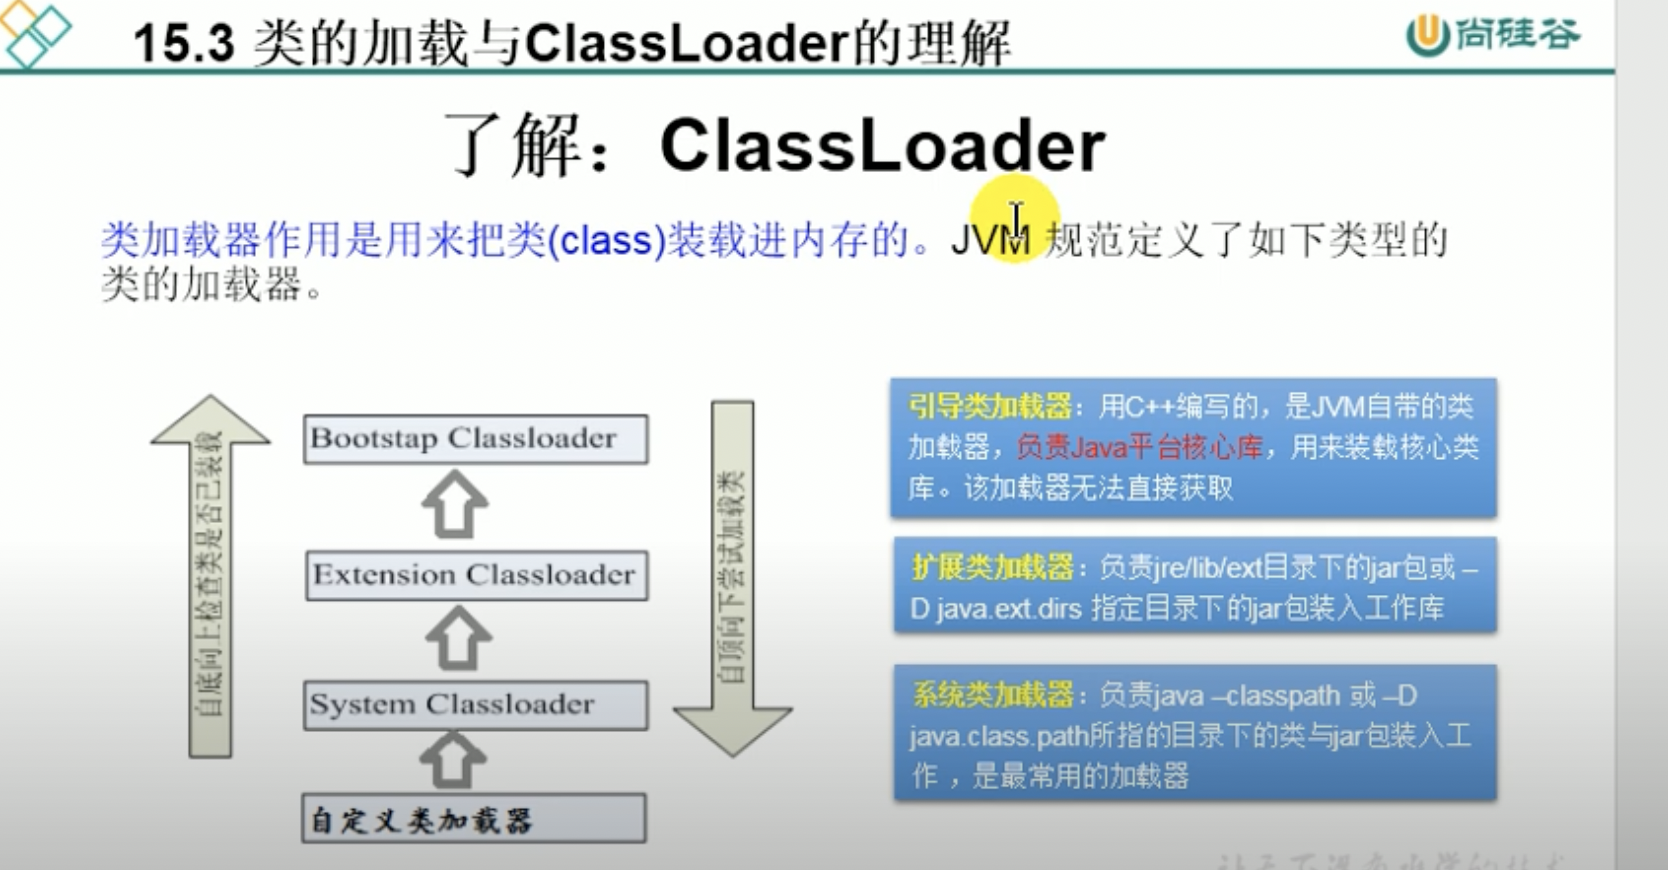 15.3 类的加载与ClassLoader的理解
尚硅谷
了解：ClassLoader
类加载器作用是用来把类(class)装载进内存的。JVM 规范定义了如下类型的
类的加载器。
自底向上检查类是否已装载
Bootstap Classloader
Extension Classloader
System Classloader
自定义类加载器
自顶向下尝试加载类
引导类加载器：用C++编写的，是JVM自带的类
加载器，负责Java平台核心库，用来装载核心类
库。该加载器无法直接获取
扩展类加载器：负责jre/lib/ext目录下的jar包或 –
D java.ext.dirs 指定目录下的jar包装入工作库
系统类加载器：负责java –classpath 或 –D
java.class.path所指的目录下的类与jar包装入工
作 ，是最常用的加载器